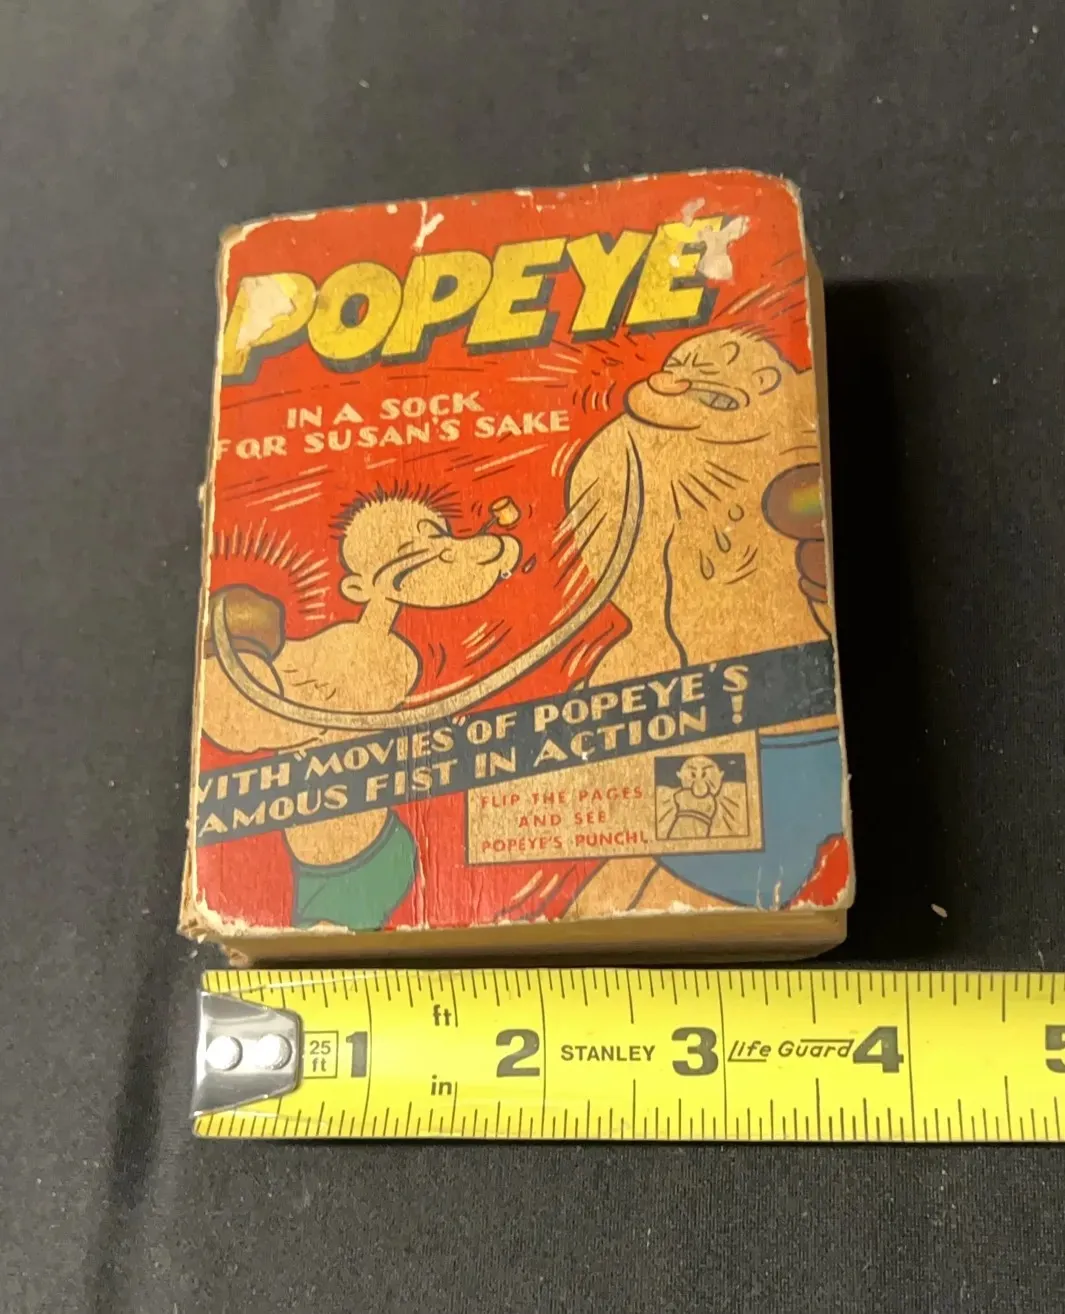 POPEYE
IN A SOCK
FOR SUSAN'S SAKE
WITH "MOVIES" OF POPEYE'S
FAMOUS FIST IN ACTION!
FLIP THE PAGES
AND SEE
POPEYE'S PUNCH!
25
ft
1
ft
in
2
STANLEY
3
Life Guard
4
5